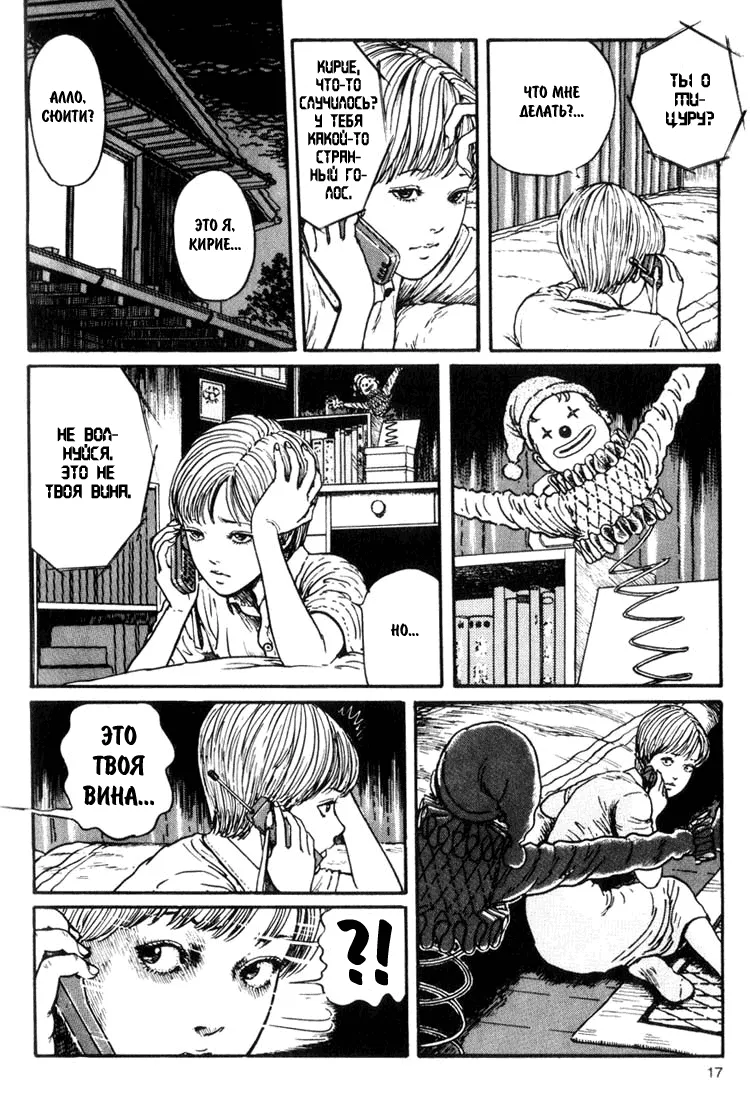 АЛЛО,
СЮИТИ?
ЭТО Я,
КИРИЕ...
КИРИЕ,
ЧТО-ТО
СЛУЧИЛОСЬ?
У ТЕБЯ
КАКОЙ-ТО
СТРАН-
НЫЙ ГО-
ЛОС.
ЧТО МНЕ
ДЕЛАТЬ?...
ТЫ О
МИ-
ЦУРУ?
НЕ ВОЛ-
НУЙСЯ.
ЭТО НЕ
ТВОЯ ВИНА.
НО...
ЭТО
ТВОЯ
ВИНА...
?!
17